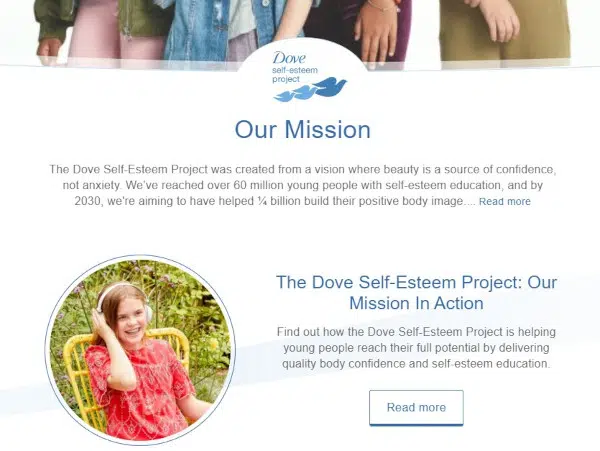 Dove
self-esteem
project
Our Mission
The Dove Self-Esteem Project was created from a vision where beauty is a source of confidence,
not anxiety. We've reached over 60 million young people with self-esteem education, and by
2030, we're aiming to have helped ¼ billion build their positive body image.... Read more
The Dove Self-Esteem Project: Our
Mission In Action
Find out how the Dove Self-Esteem Project is helping
young people reach their full potential by delivering
quality body confidence and self-esteem education.
Read more